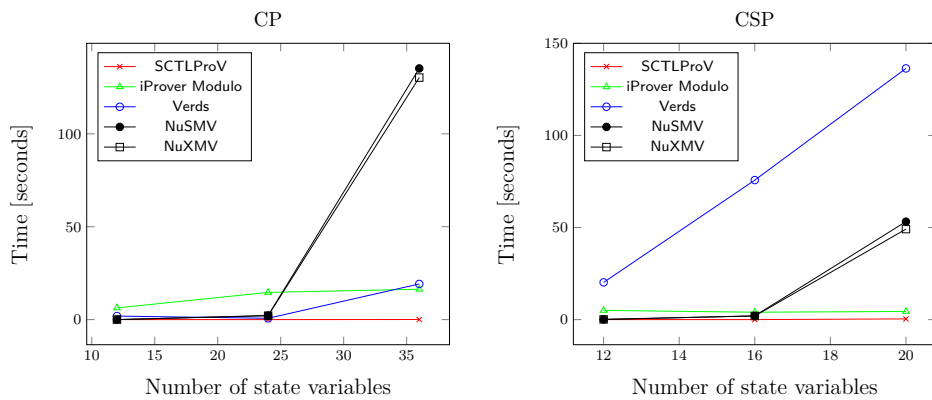 CP
SCTLProV
iProver Modulo
Verds
NuSMV
NuXMV
100
50
0
10 15 20 25 30 35
Time [seconds]
Number of state variables
CSP
SCTLProV
iProver Modulo
Verds
NuSMV
NuXMV
150
100
50
0
12 14 16 18 20
Time [seconds]
Number of state variables